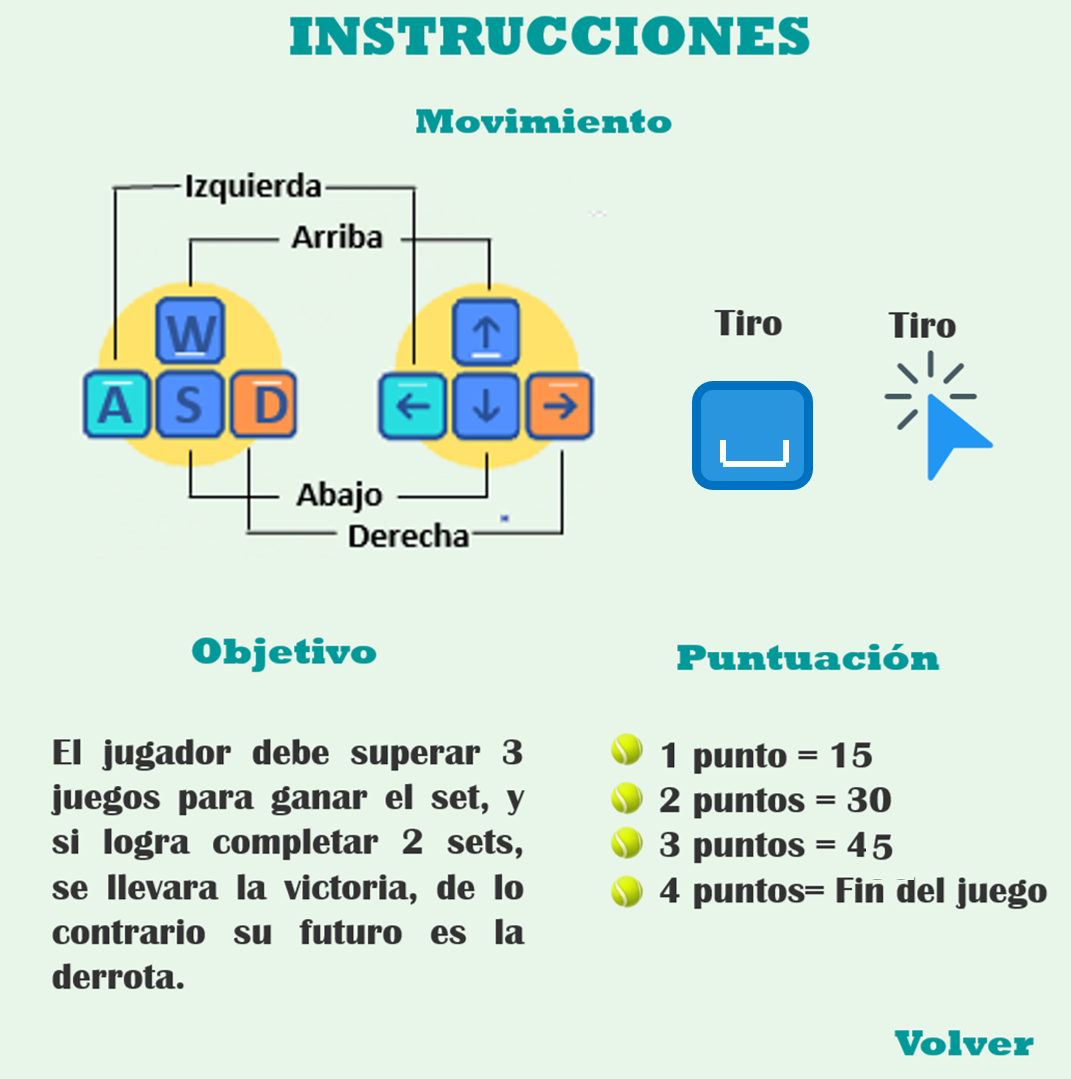 INSTRUCCIONES
Movimiento
Izquierda
Arriba
W
A S D
↑
← ↓ →
Abajo
Derecha
Tiro
Tiro
Objetivo
El jugador debe superar 3
juegos para ganar el set, y
si logra completar 2 sets,
se llevara la victoria, de lo
contrario su futuro es la
derrota.
Puntuación
1 punto = 15
2 puntos = 30
3 puntos = 45
4 puntos= Fin del juego
Volver